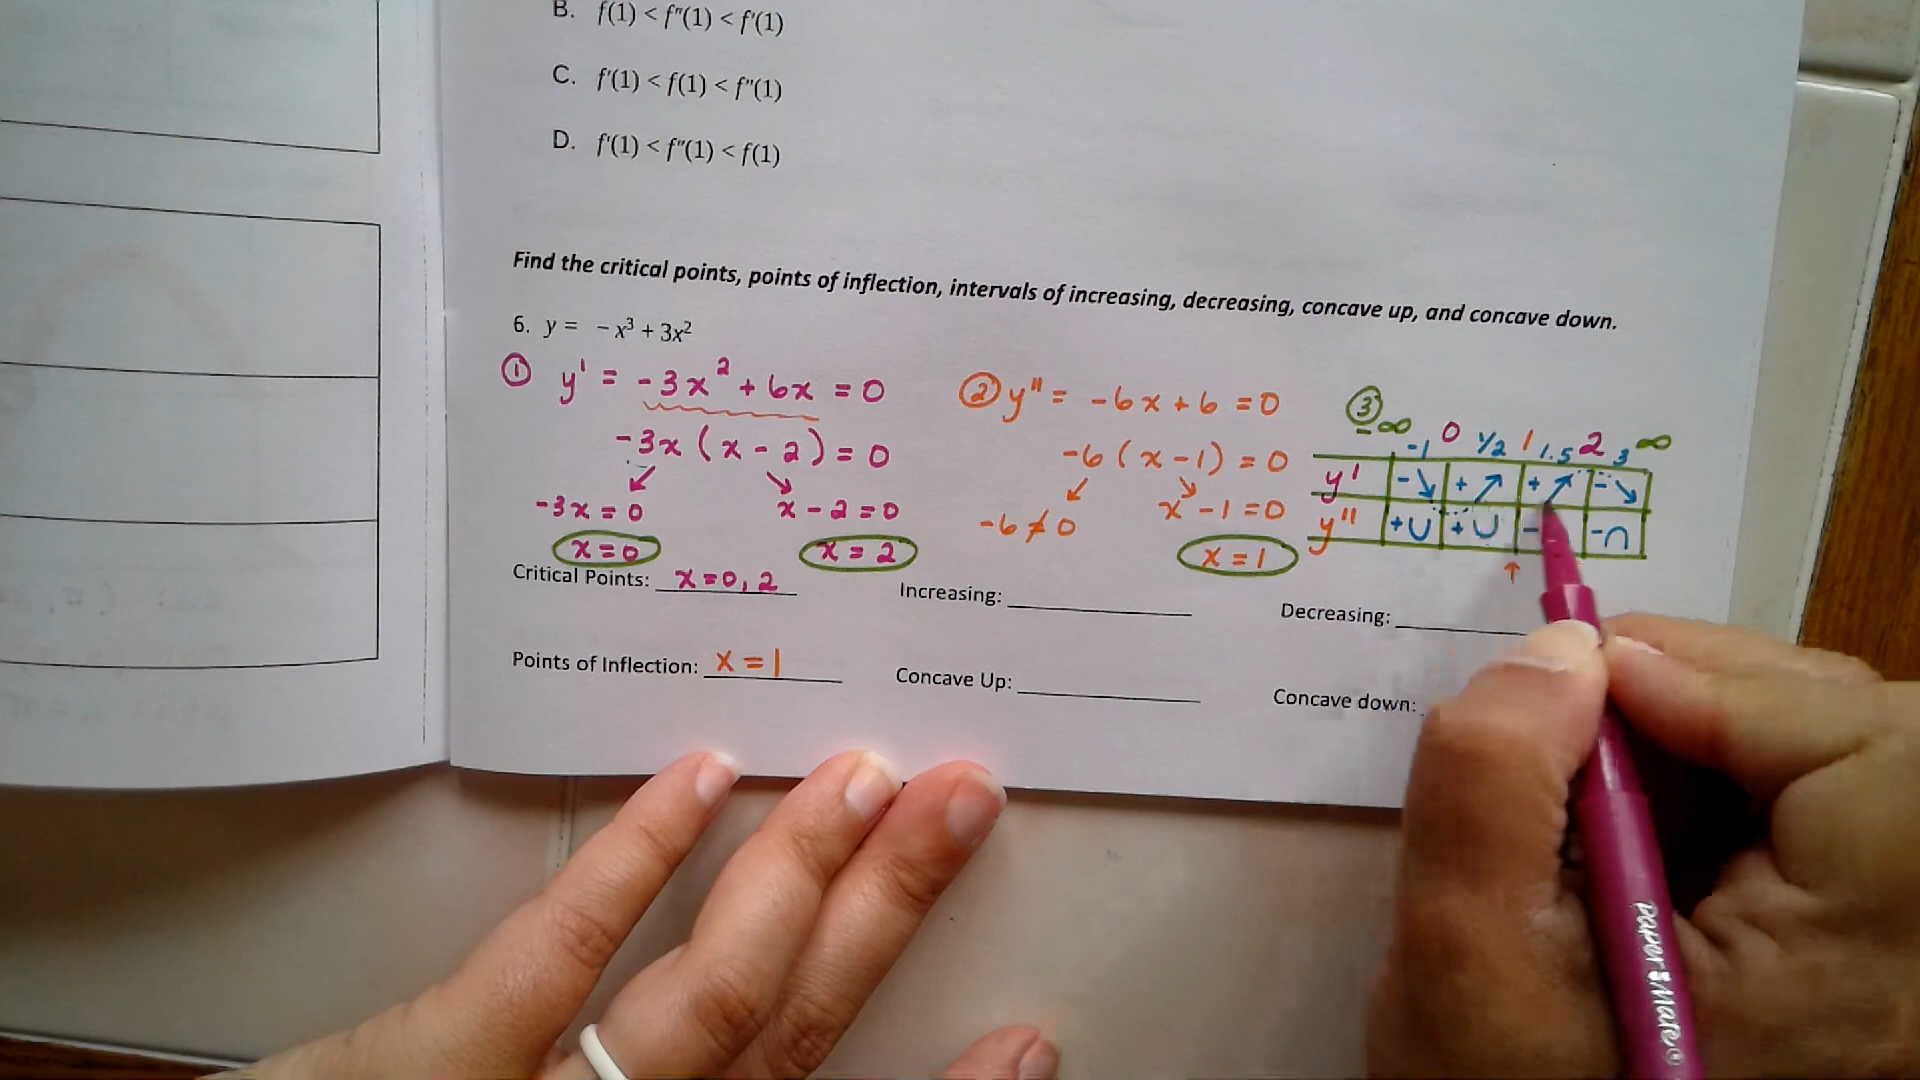 B. f(1) < f"(1) < f'(1)
C. f'(1) < f(1) < f"(1)
D. f'(1) < f"(1) < f(1)
Find the critical points, points of inflection, intervals of increasing, decreasing, concave up, and concave down.
6. y = - x³ + 3x²
① y' = -3x² + 6x = 0
-3x (x - 2) = 0
-3x = 0 x - 2 = 0
x = 0 x = 2
② y" = -6x + 6 = 0
-6 (x - 1) = 0
-6 ≠ 0 x - 1 = 0
x = 1
③
-∞ -1 0 1/2 1 1.5 2 3 ∞
y' - ↘ + ↗ + ↗ - ↘
y" + ∪ + ∪ - - ∩
↑
Critical Points: x = 0, 2 Increasing: Decreasing:
Points of Inflection: x = 1 Concave Up: Concave down:
paper mate